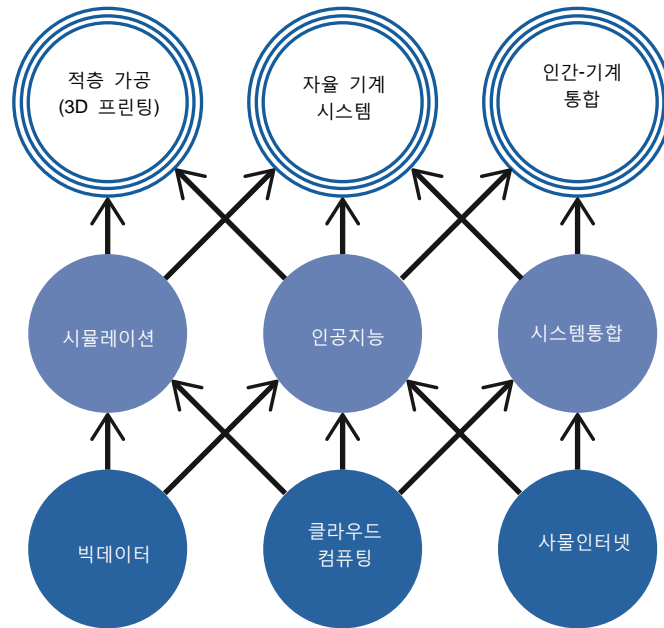 적층 가공
(3D 프린팅)
자율 기계
시스템
인간-기계
통합
시뮬레이션
인공지능
시스템통합
빅데이터
클라우드
컴퓨팅
사물인터넷